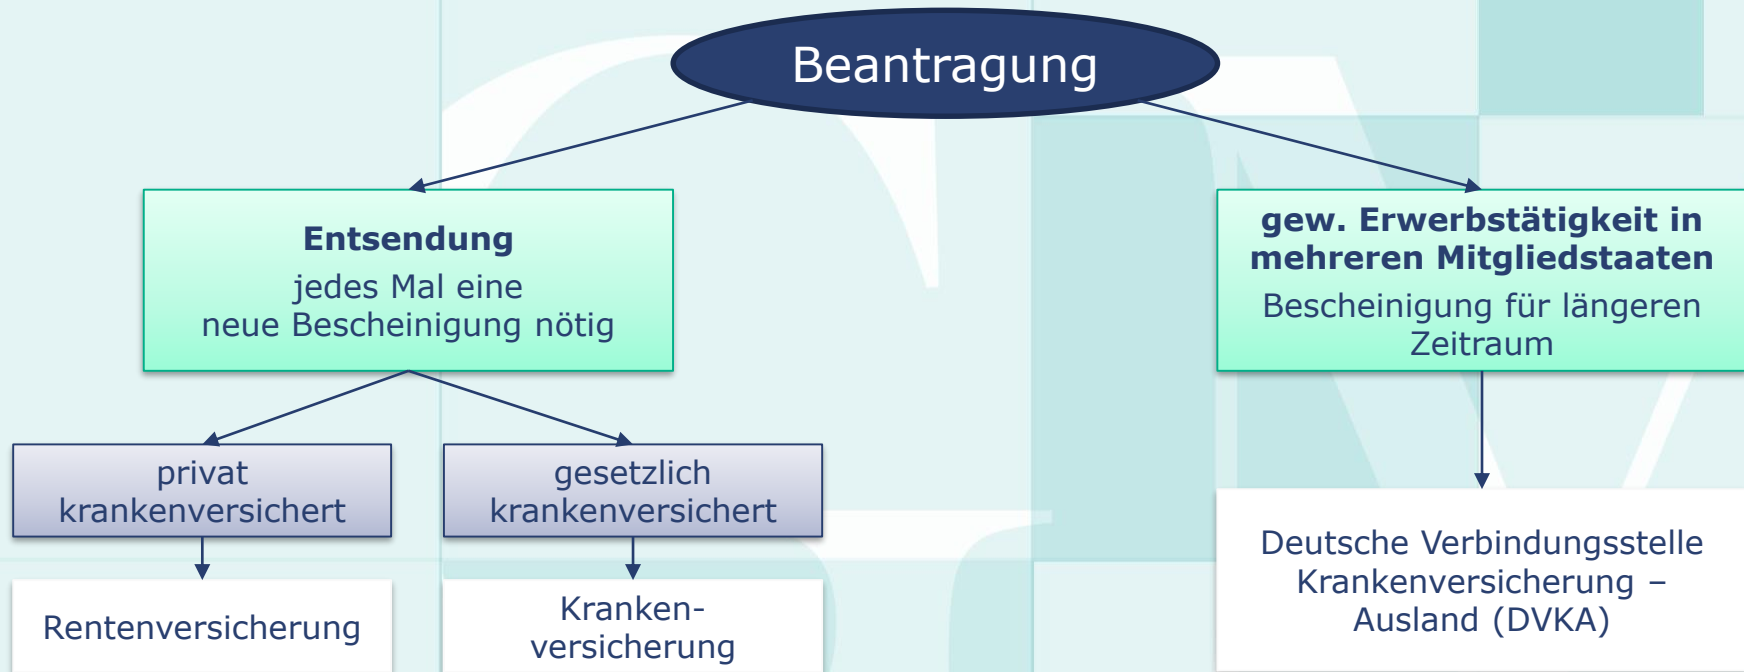 Beantragung
Entsendung
jedes Mal eine
neue Bescheinigung nötig
gew. Erwerbstätigkeit in
mehreren Mitgliedstaaten
Bescheinigung für längeren
Zeitraum
privat
krankenversichert
gesetzlich
krankenversichert
Rentenversicherung
Kranken-
versicherung
Deutsche Verbindungsstelle
Krankenversicherung –
Ausland (DVKA)